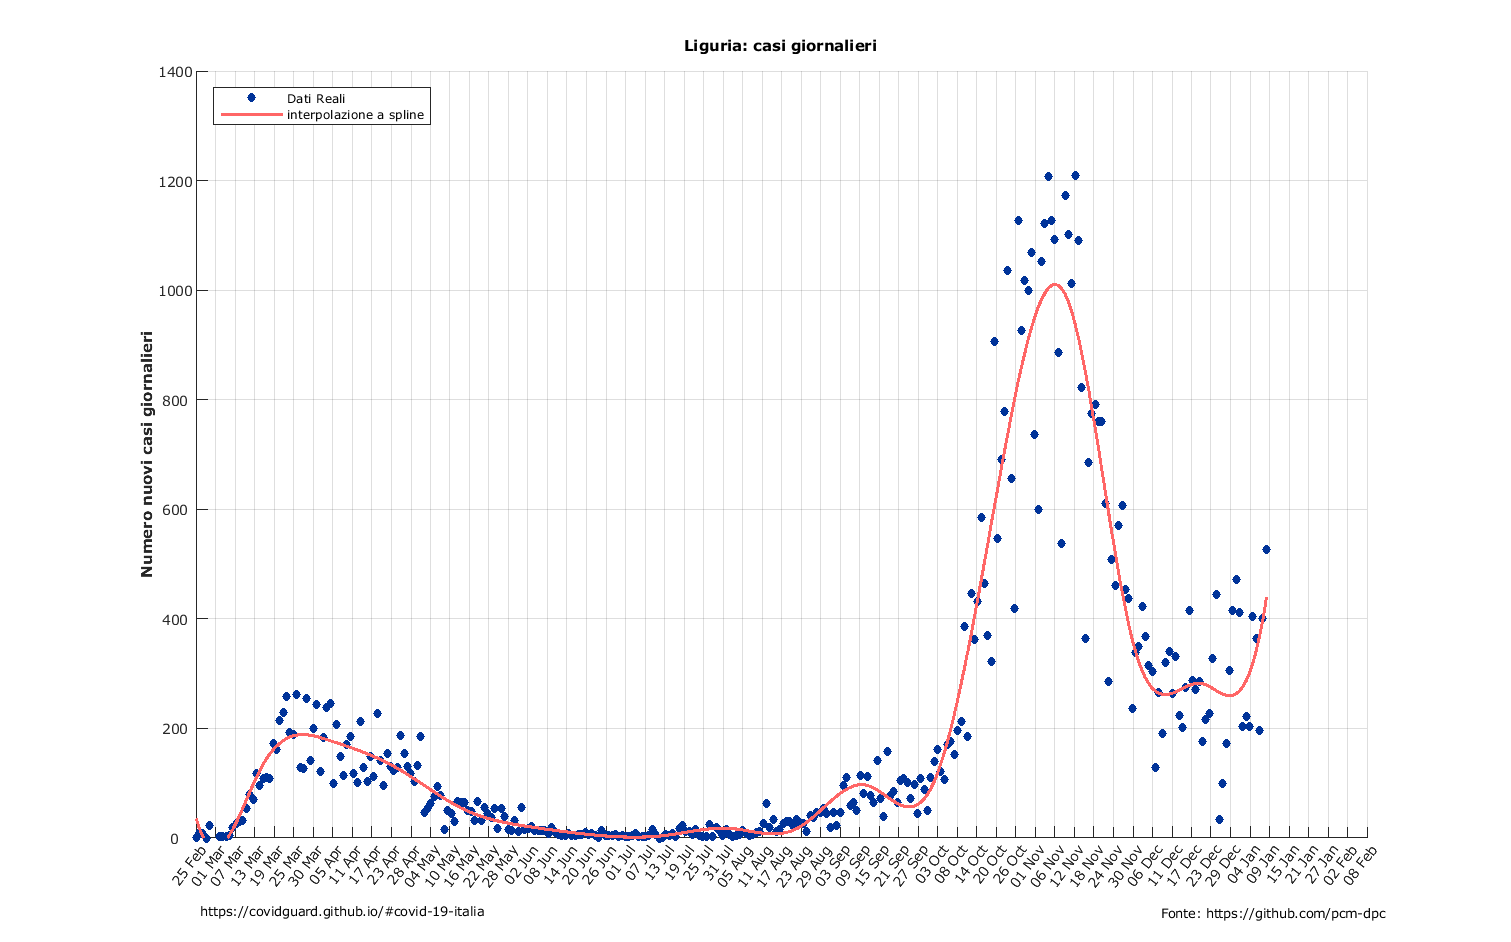 Liguria: casi giornalieri
Dati Reali
interpolazione a spline
Numero nuovi casi giornalieri
1400
1200
1000
800
600
400
200
0
25 Feb
01 Mar
07 Mar
13 Mar
19 Mar
25 Mar
30 Mar
05 Apr
11 Apr
17 Apr
23 Apr
28 Apr
04 May
10 May
16 May
22 May
28 May
02 Jun
08 Jun
14 Jun
20 Jun
26 Jun
01 Jul
07 Jul
13 Jul
19 Jul
25 Jul
31 Jul
05 Aug
11 Aug
17 Aug
23 Aug
29 Aug
03 Sep
09 Sep
15 Sep
21 Sep
27 Sep
03 Oct
08 Oct
14 Oct
20 Oct
26 Oct
01 Nov
06 Nov
12 Nov
18 Nov
24 Nov
30 Nov
06 Dec
11 Dec
17 Dec
23 Dec
29 Dec
04 Jan
09 Jan
15 Jan
21 Jan
27 Jan
02 Feb
08 Feb
https://covidguard.github.io/#covid-19-italia
Fonte: https://github.com/pcm-dpc